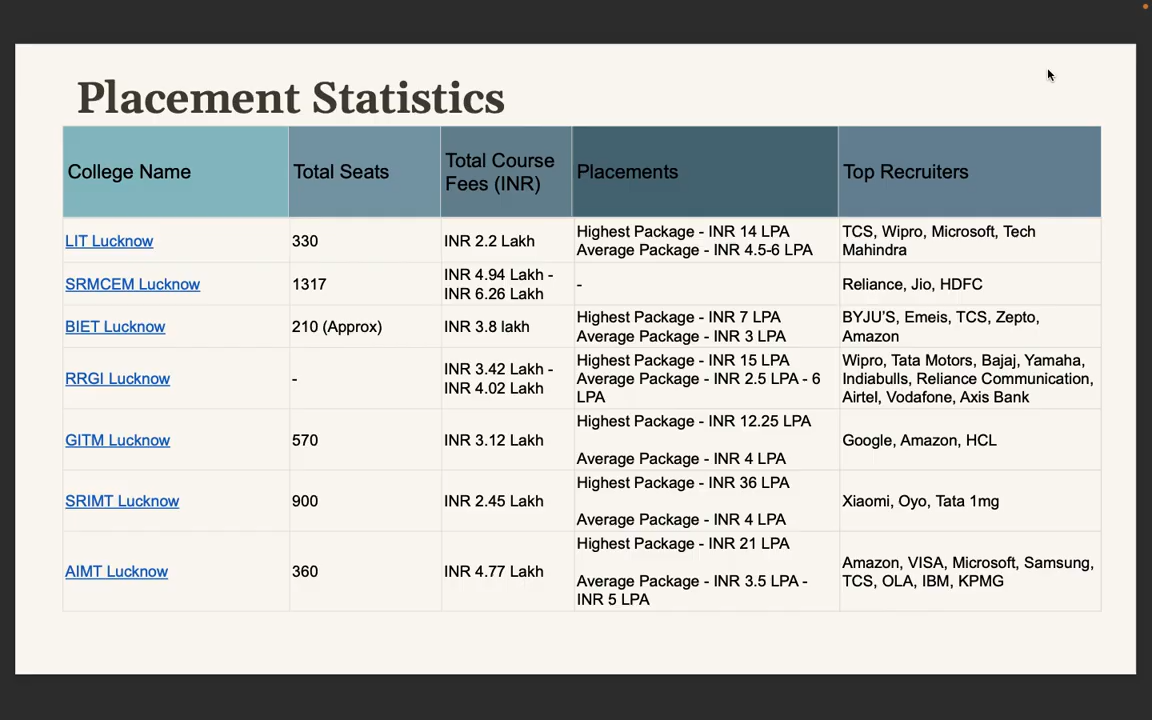 Placement Statistics
College Name
Total Seats
Total Course
Fees (INR)
Placements
Top Recruiters
LIT Lucknow
330
INR 2.2 Lakh
Highest Package - INR 14 LPA
Average Package - INR 4.5-6 LPA
TCS, Wipro, Microsoft, Tech
Mahindra
SRMCEM Lucknow
1317
INR 4.94 Lakh -
INR 6.26 Lakh
-
Reliance, Jio, HDFC
BIET Lucknow
210 (Approx)
INR 3.8 lakh
Highest Package - INR 7 LPA
Average Package - INR 3 LPA
BYJU'S, Emeis, TCS, Zepto,
Amazon
RRGI Lucknow
-
INR 3.42 Lakh -
INR 4.02 Lakh
Highest Package - INR 15 LPA
Average Package - INR 2.5 LPA - 6
LPA
Wipro, Tata Motors, Bajaj, Yamaha,
Indiabulls, Reliance Communication,
Airtel, Vodafone, Axis Bank
GITM Lucknow
570
INR 3.12 Lakh
Highest Package - INR 12.25 LPA
Average Package - INR 4 LPA
Google, Amazon, HCL
SRIMT Lucknow
900
INR 2.45 Lakh
Highest Package - INR 36 LPA
Average Package - INR 4 LPA
Xiaomi, Oyo, Tata 1mg
AIMT Lucknow
360
INR 4.77 Lakh
Highest Package - INR 21 LPA
Average Package - INR 3.5 LPA -
INR 5 LPA
Amazon, VISA, Microsoft, Samsung,
TCS, OLA, IBM, KPMG